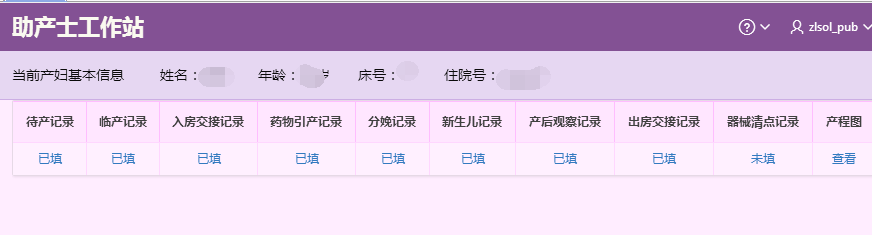 助产士工作站 zlsol_pub
当前产妇基本信息 姓名： 年龄： 床号： 住院号：
待产记录 临产记录 入房交接记录 药物引产记录 分娩记录 新生儿记录 产后观察记录 出房交接记录 器械清点记录 产程图
已填 已填 已填 已填 已填 已填 已填 已填 未填 查看